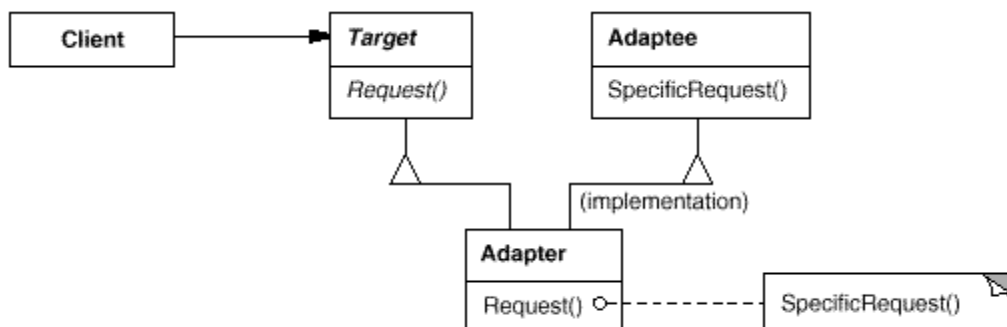 Client
Target
Request()
Adaptee
SpecificRequest()
(implementation)
Adapter
Request()
SpecificRequest()